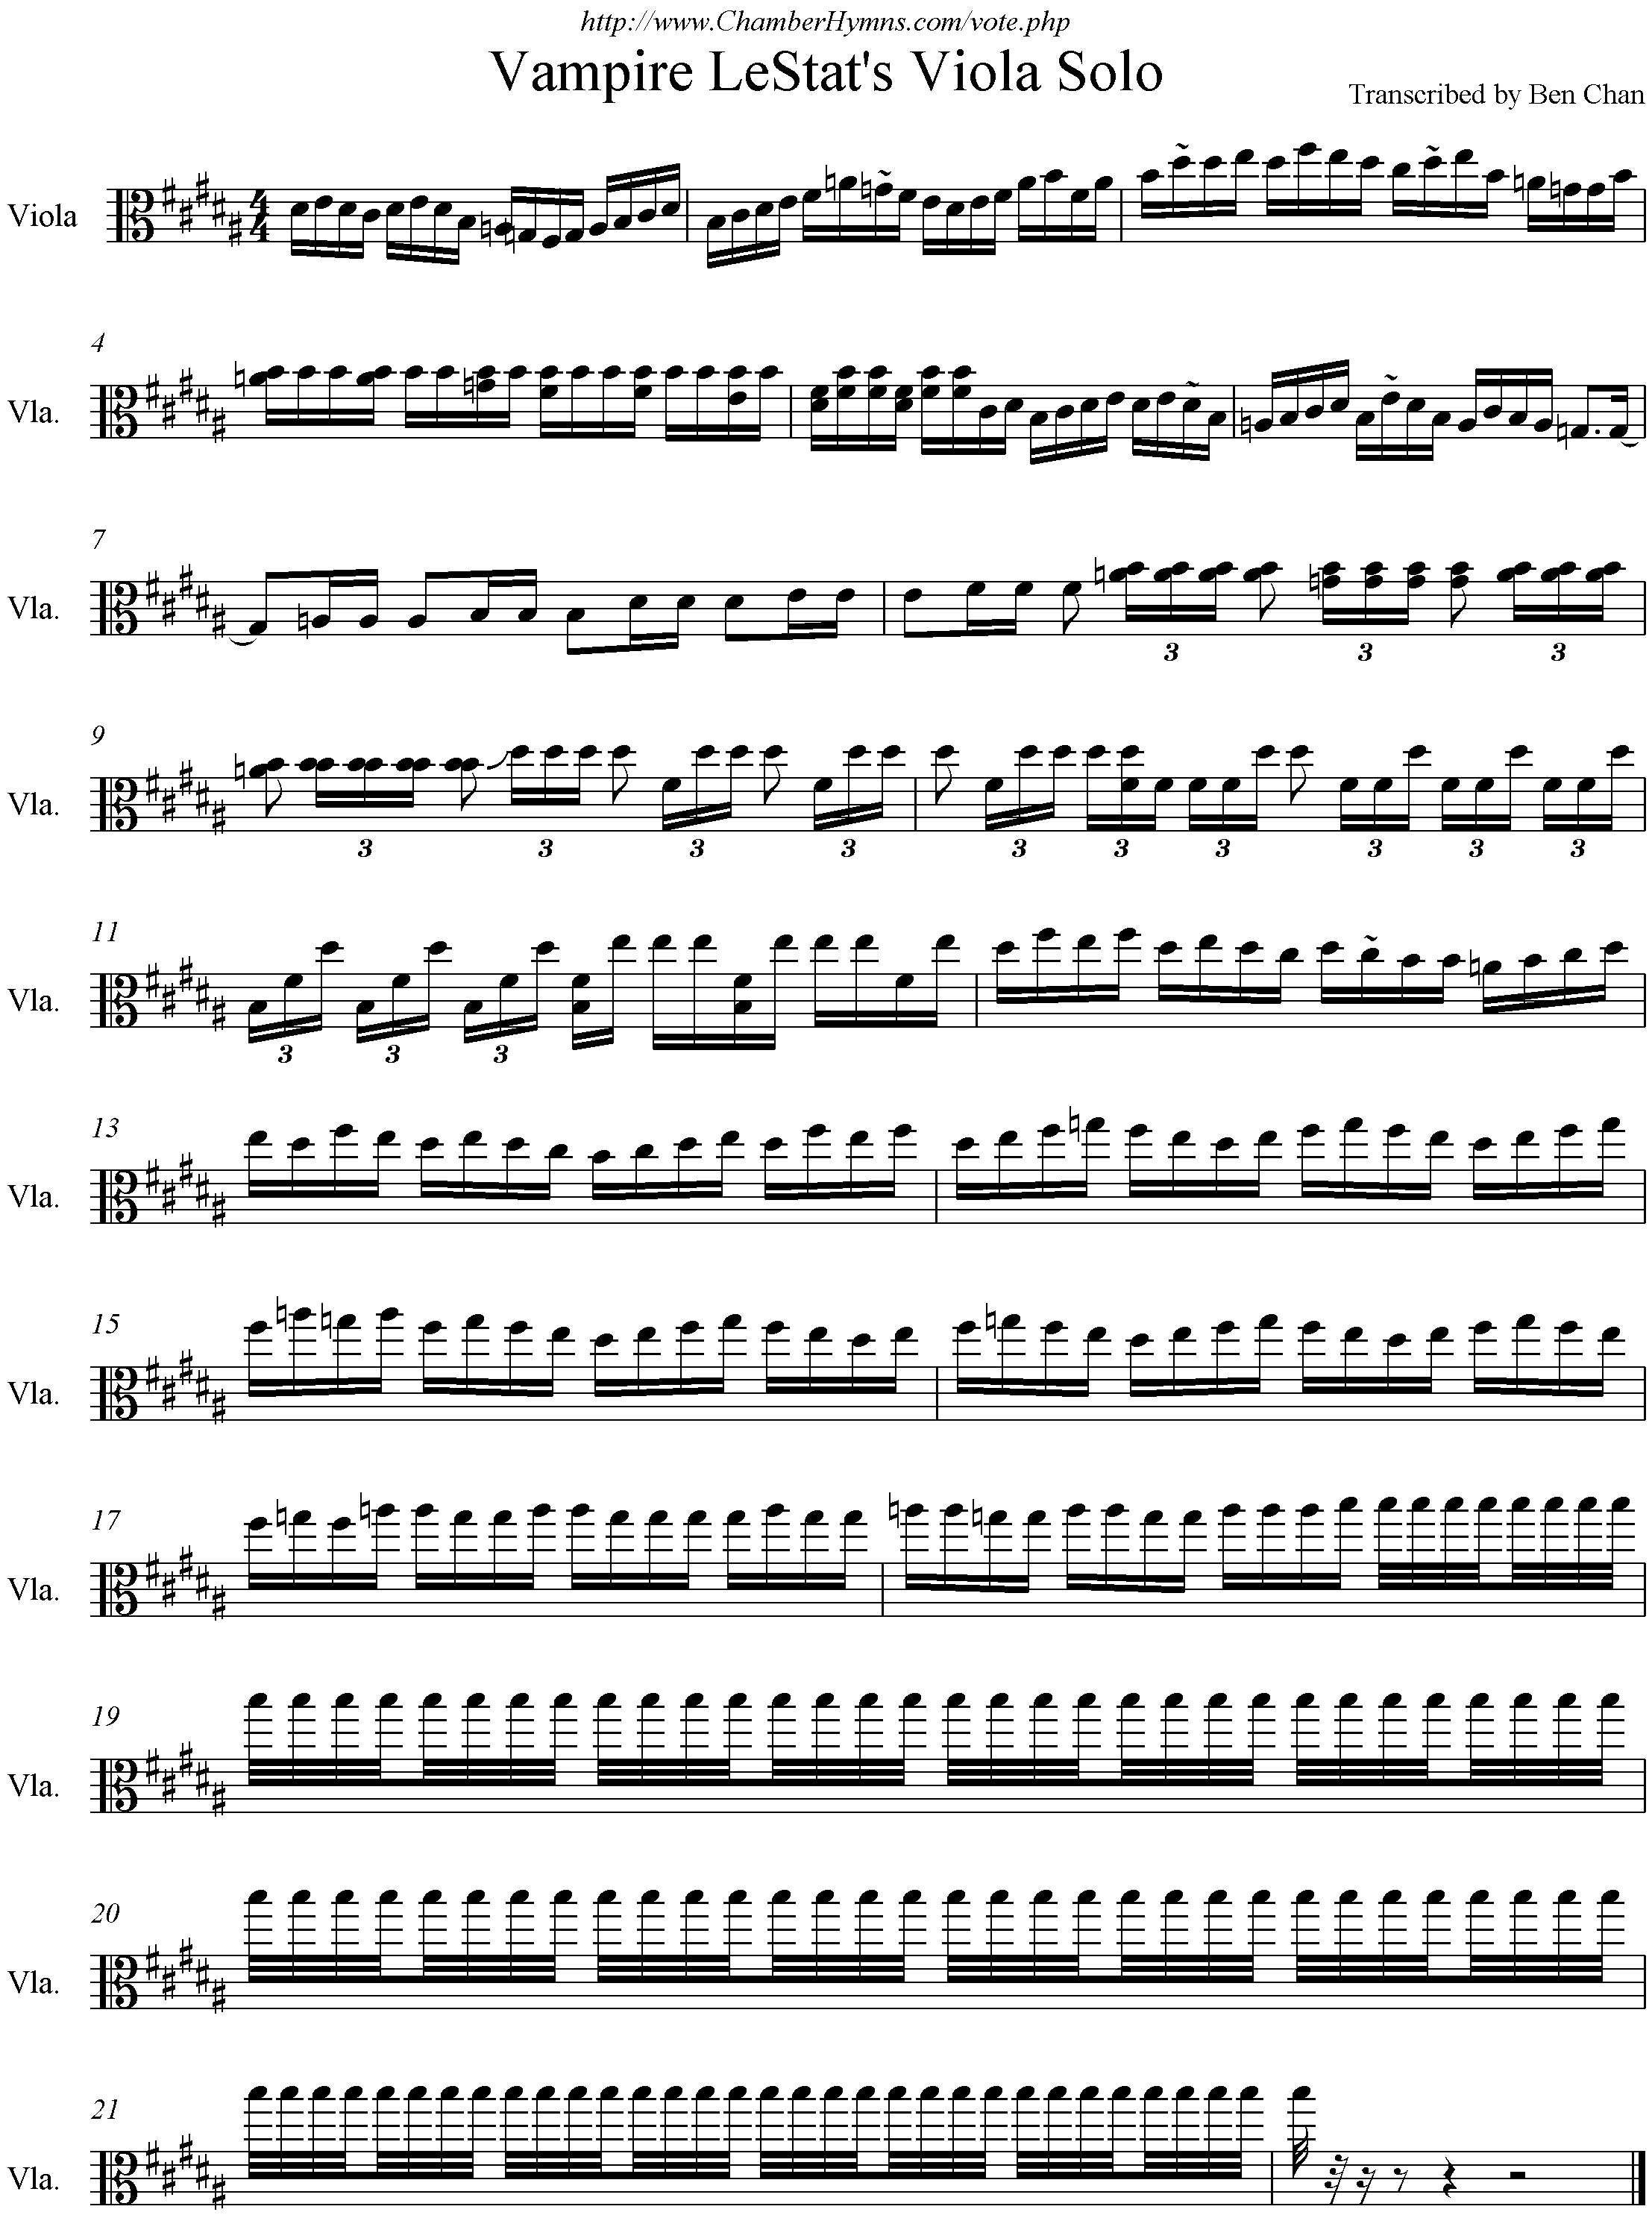 http://www.ChamberHymns.com/vote.php
Vampire LeStat's Viola Solo
Transcribed by Ben Chan
Viola
4
4
4
Vla.
7
Vla.
3 3 3
9
Vla.
3 3 3 3 3 3 3 3 3 3
11
Vla.
3 3 3
13
Vla.
15
Vla.
17
Vla.
19
Vla.
20
Vla.
21
Vla.